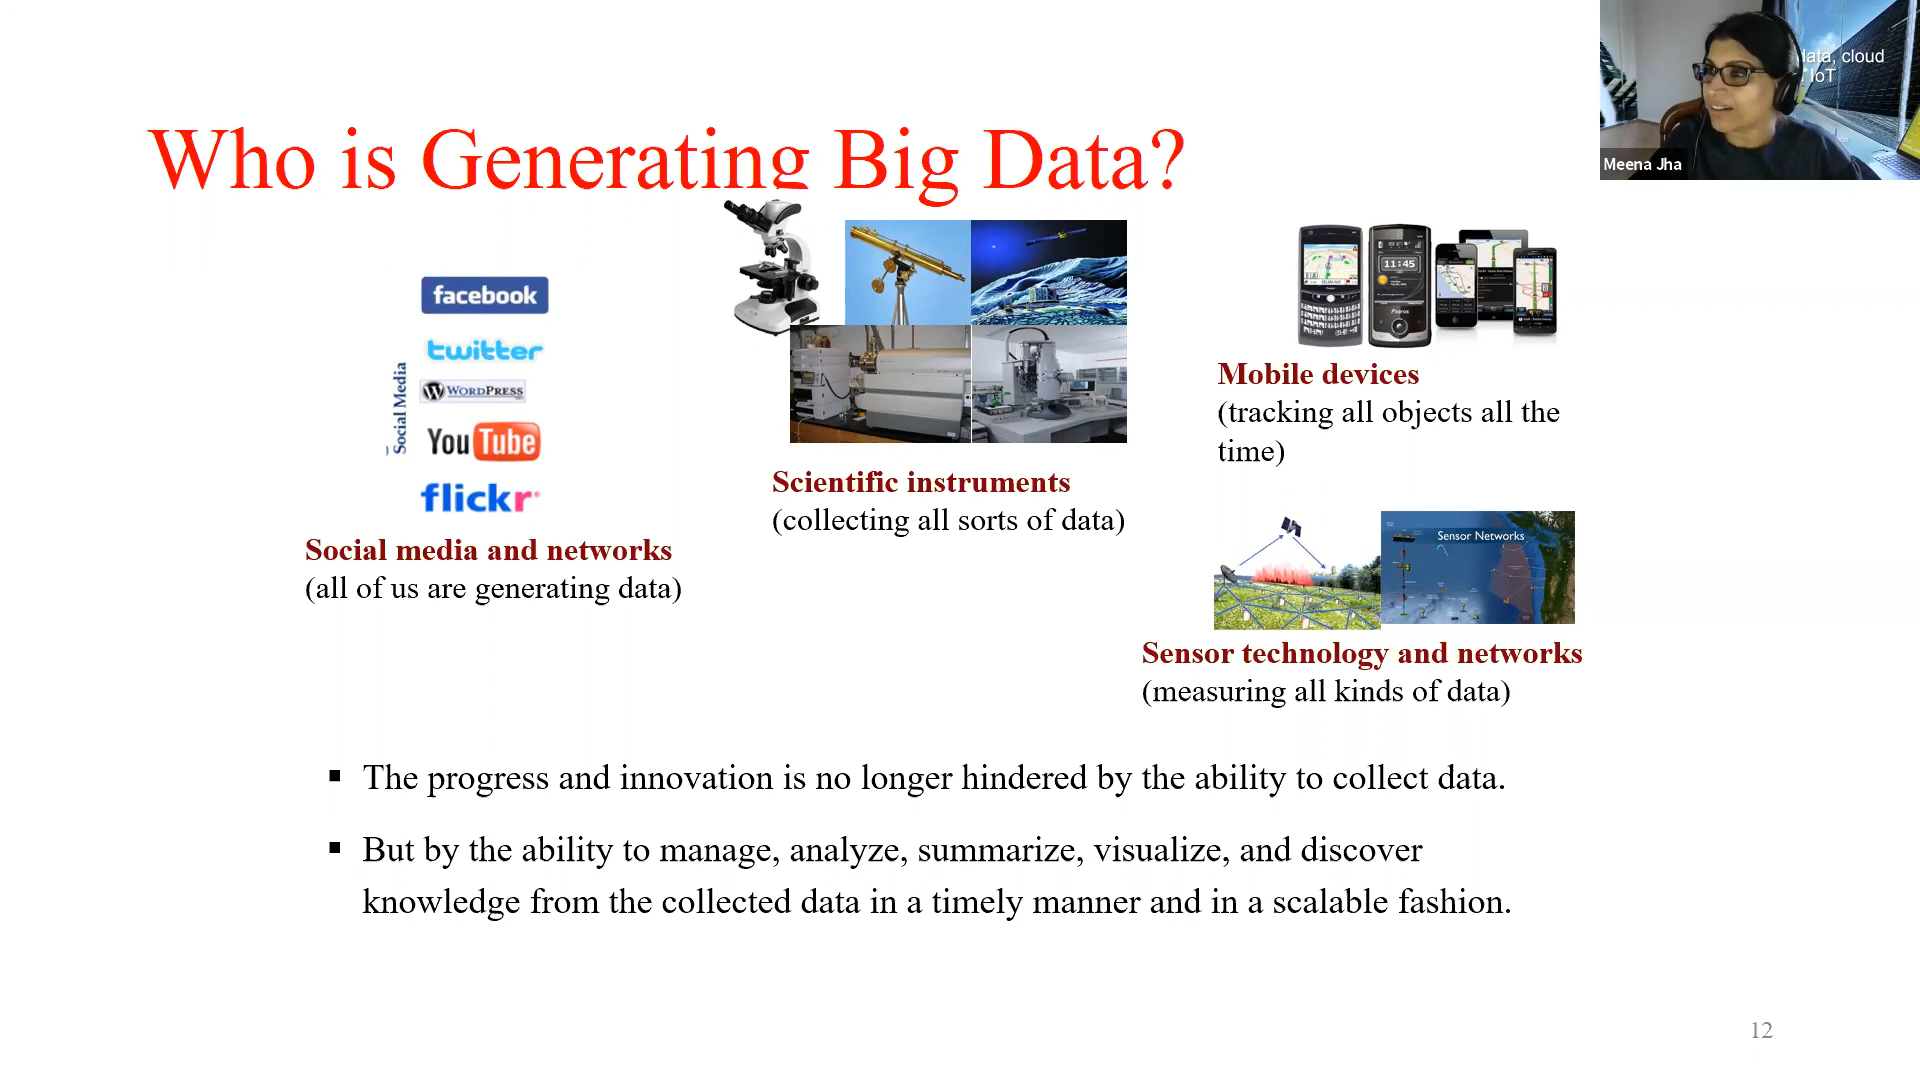 Who is Generating Big Data?
lata, cloud
IoT
Meena Jha
facebook
twitter
WORDPRESS
You Tube
flickr
Social Media
Social media and networks
(all of us are generating data)
Scientific instruments
(collecting all sorts of data)
11:45
Mobile devices
(tracking all objects all the
time)
Sensor Networks
Sensor technology and networks
(measuring all kinds of data)
▪ The progress and innovation is no longer hindered by the ability to collect data.
▪ But by the ability to manage, analyze, summarize, visualize, and discover
knowledge from the collected data in a timely manner and in a scalable fashion.
12